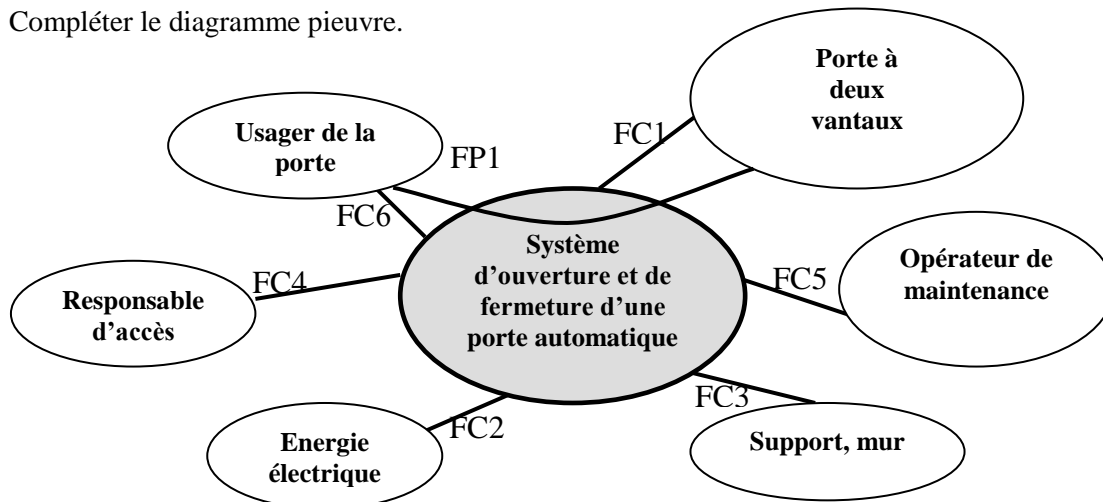 Compléter le diagramme pieuvre.
Porte à
deux
vantaux
Usager de la
porte
FP1
FC1
FC6
Système
d’ouverture et de
fermeture d’une
porte automatique
FC4
Responsable
d’accès
FC5
Opérateur de
maintenance
FC2
Energie
électrique
FC3
Support, mur